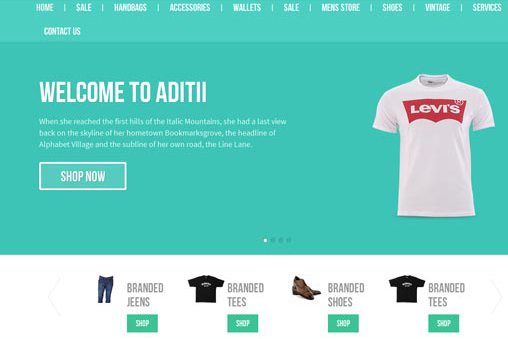 HOME | SALE | HANDBAGS | ACCESSORIES | WALLETS | SALE | MENS STORE | SHOES | VINTAGE | SERVICES
CONTACT US
WELCOME TO ADITII
When she reached the first hills of the Italic Mountains, she had a last view
back on the skyline of her hometown Bookmarksgrove, the headline of
Alphabet Village and the subline of her own road, the Line Lane.
SHOP NOW
LEVI'S
BRANDED
JEENS
SHOP
BRANDED
TEES
SHOP
BRANDED
SHOES
SHOP
BRANDED
TEES
SHOP